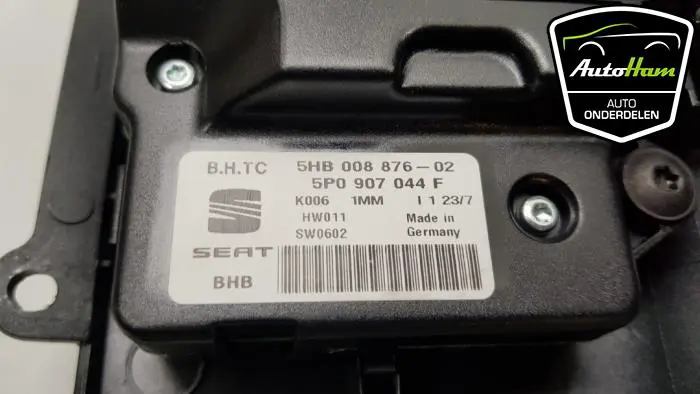 AutoHam
AUTO
ONDERDELEN
B.H.TC 5HB 008 876-02
5P0 907 044 F
K006 1MM I 1 23/7
HW011 Made in
SW0602 Germany
SEAT
BHB